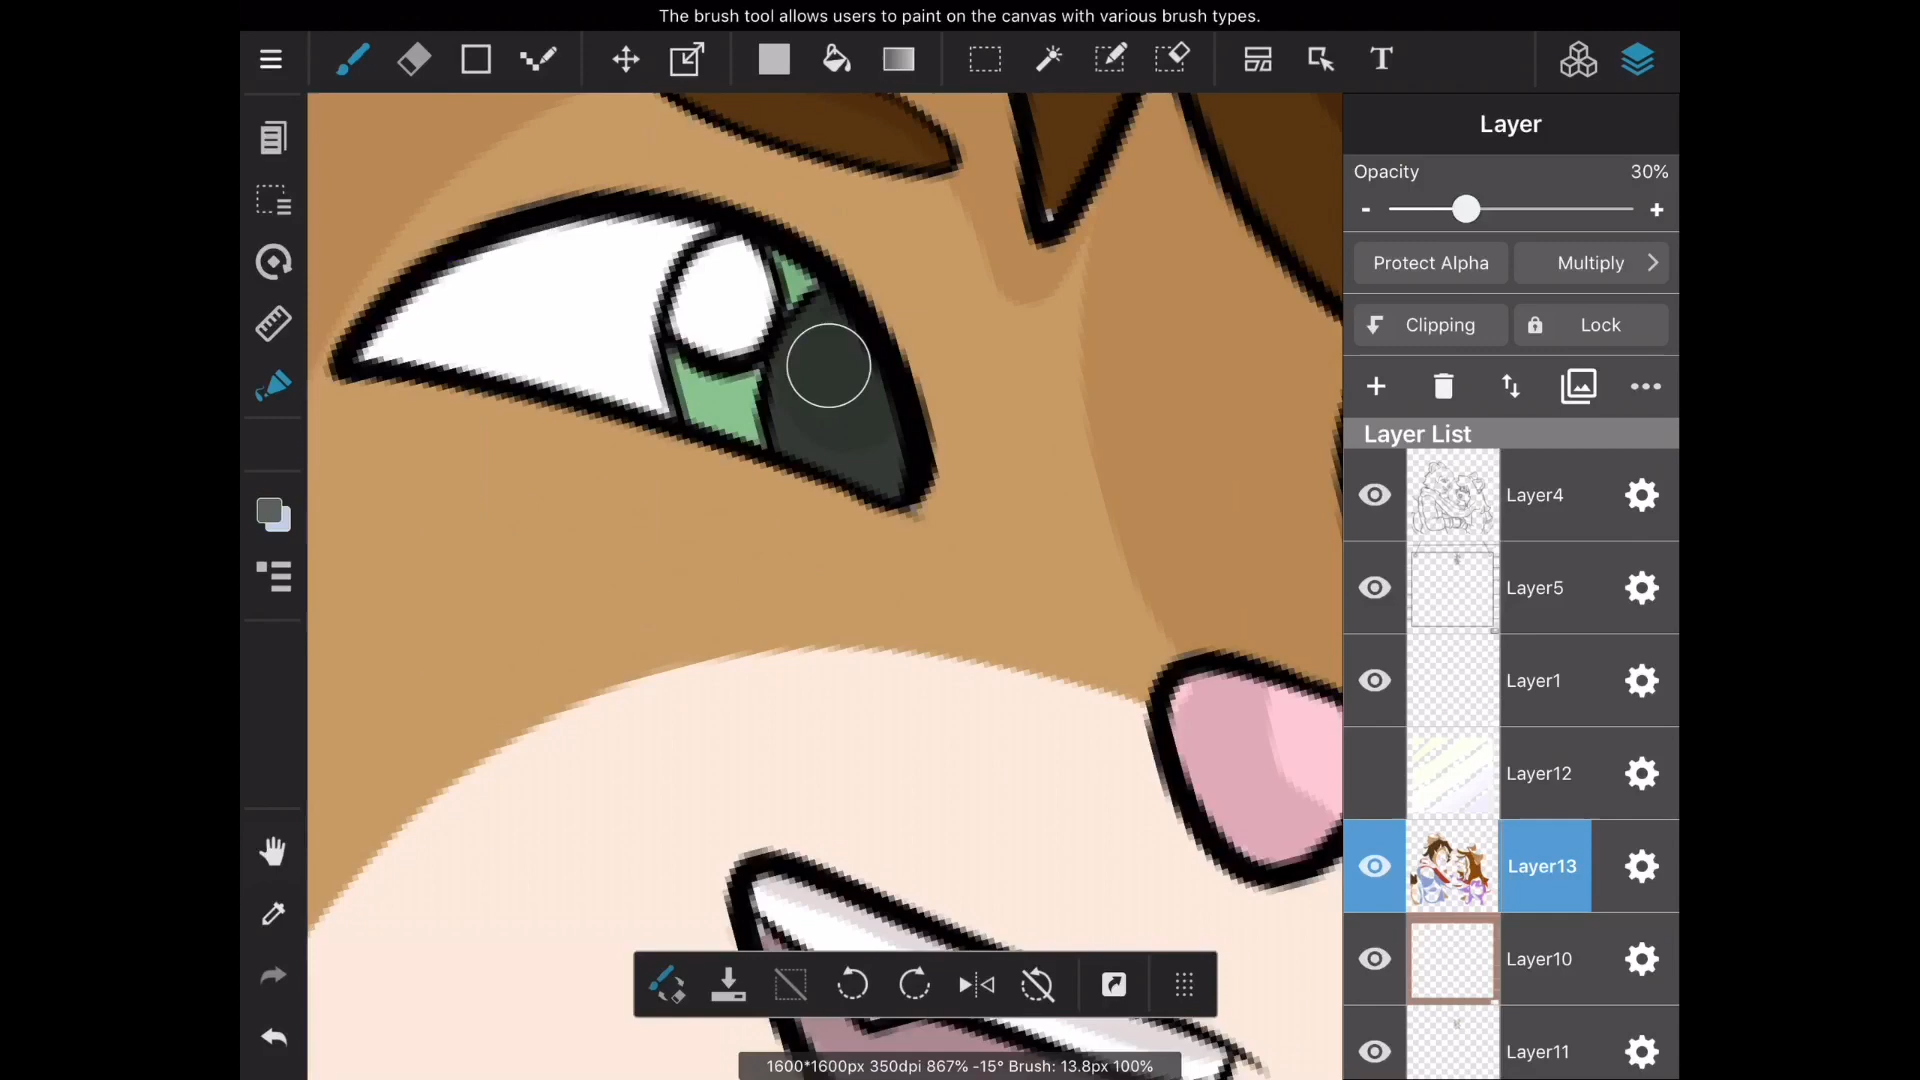 The brush tool allows users to paint on the canvas with various brush types.
T
Layer
Opacity 30%
- +
Protect Alpha Multiply
Clipping Lock
Layer List
Layer4
Layer5
Layer1
Layer12
Layer13
Layer10
Layer11
1600*1600px 350dpi 867% -15° Brush: 13.8px 100%